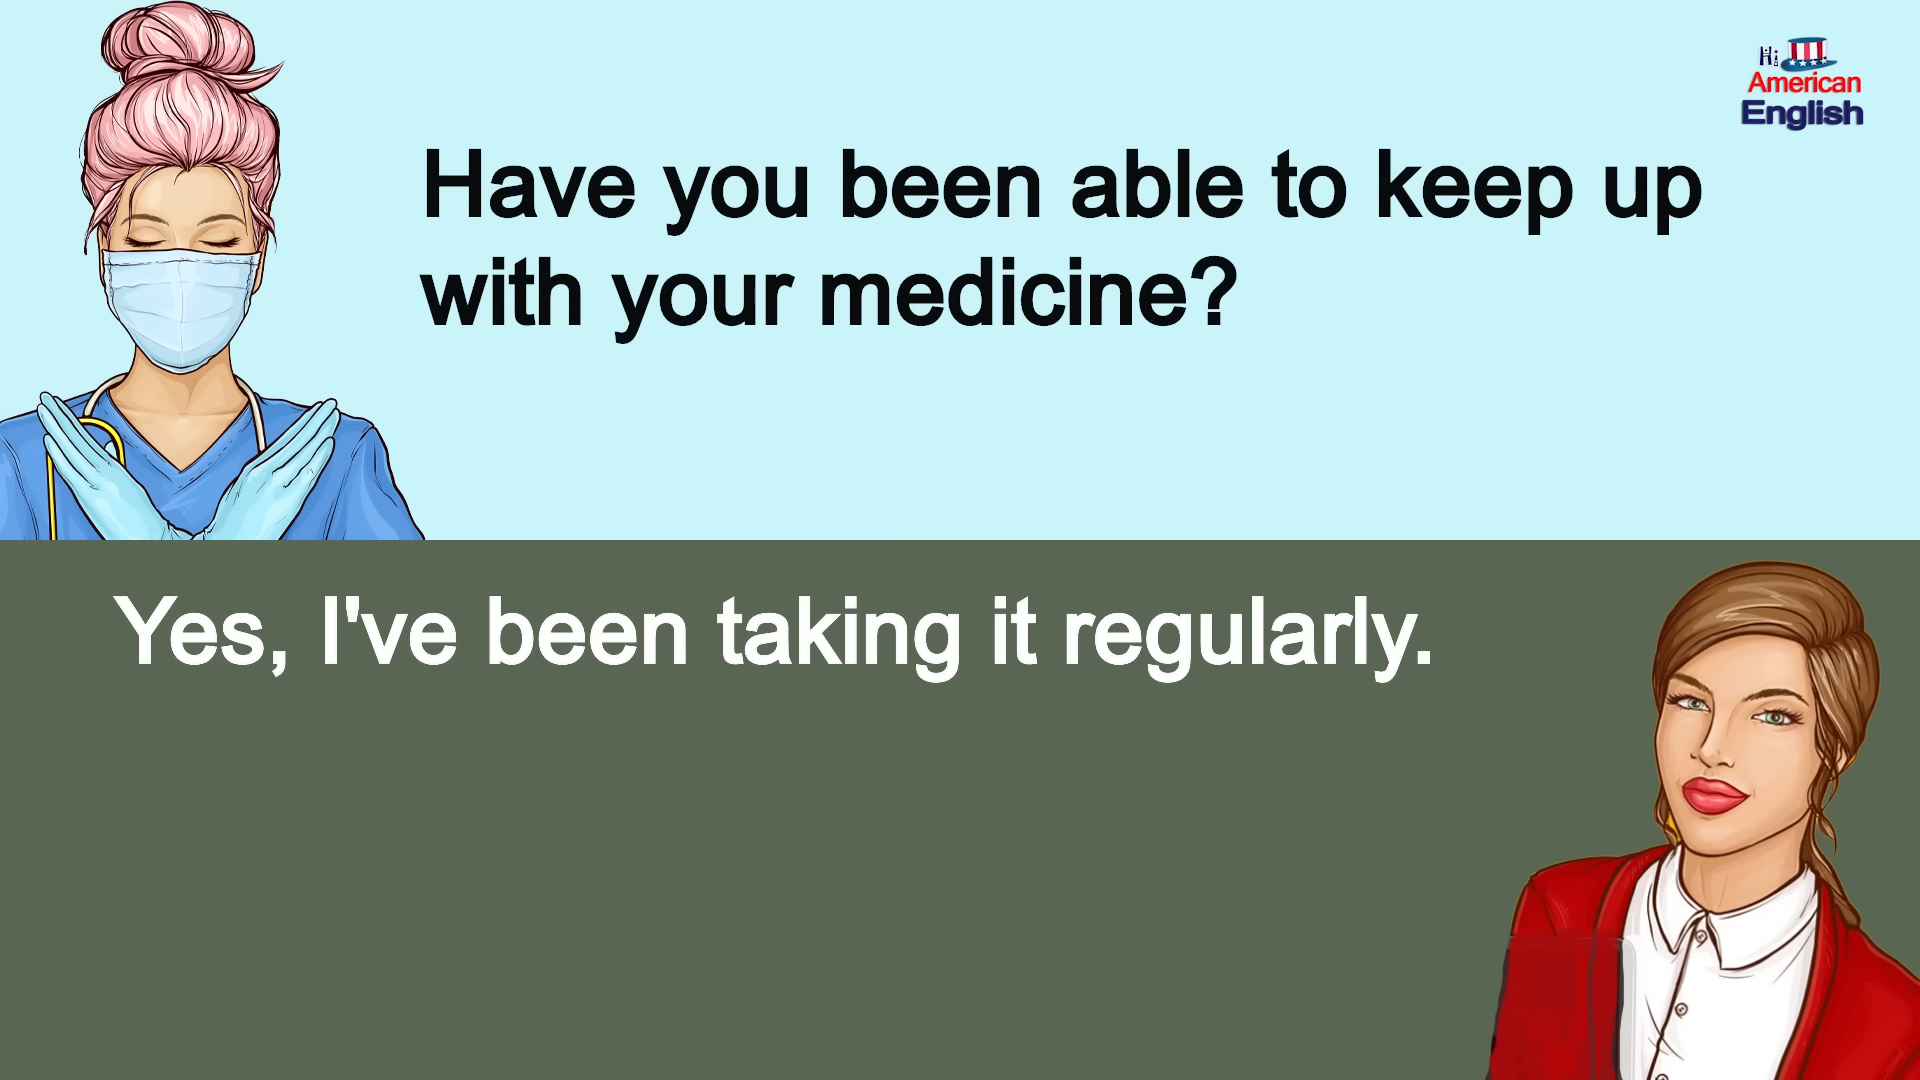 Hi
American
English
Have you been able to keep up
with your medicine?
Yes, I've been taking it regularly.